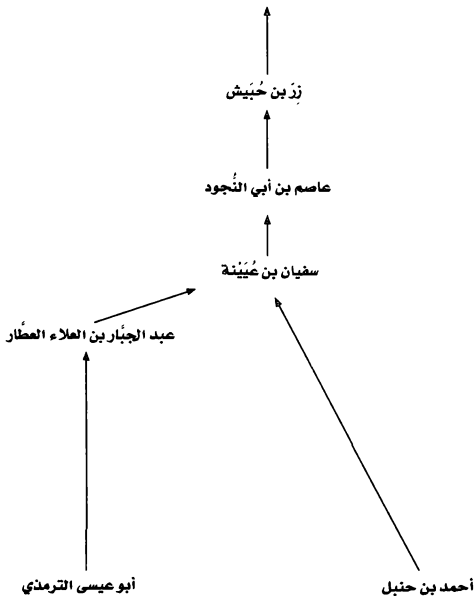 زِرّ بن حُبَيش
عاصم بن أبي النُّجود
سفيان بن عُيَيْنة
عبد الجبَّار بن العلاء العطَّار
أبو عيسى الترمذي
أحمد بن حنبل